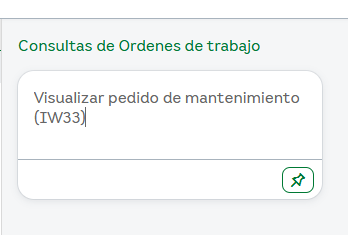 Consultas de Ordenes de trabajo
Visualizar pedido de mantenimiento
(IW33)